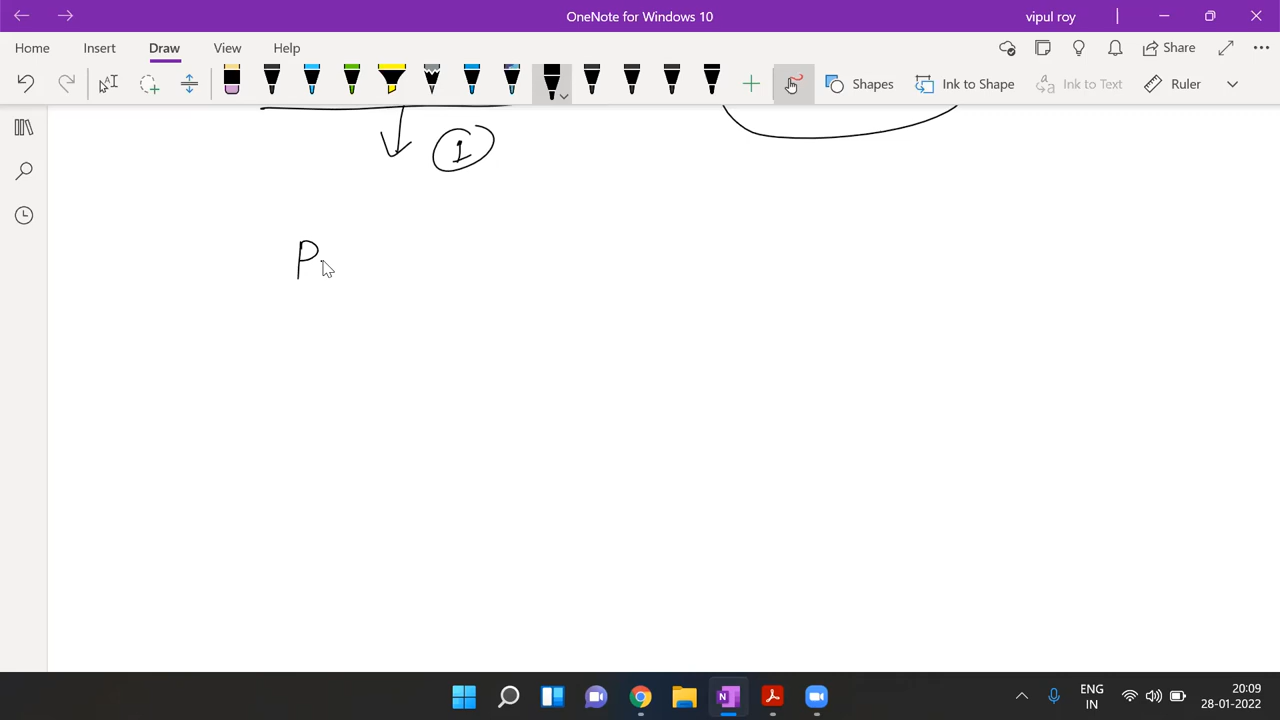 OneNote for Windows 10
vipul roy
Home Insert Draw View Help
Share
Shapes
Ink to Shape
Ink to Text
Ruler
1
P
ENG
IN
20:09
28-01-2022